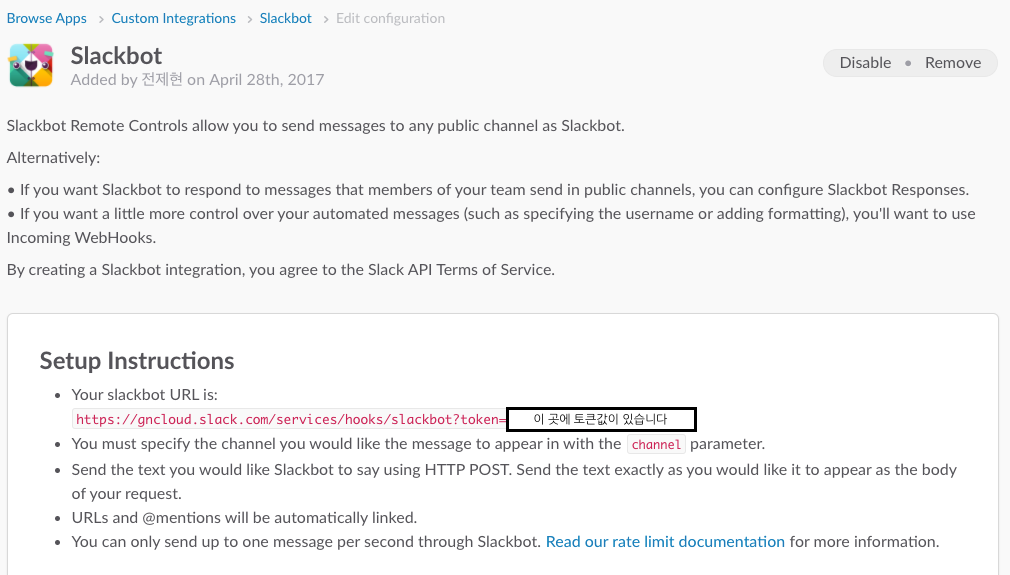 Browse Apps > Custom Integrations > Slackbot > Edit configuration
Slackbot
Added by 전제현 on April 28th, 2017
Disable • Remove
Slackbot Remote Controls allow you to send messages to any public channel as Slackbot.
Alternatively:
• If you want Slackbot to respond to messages that members of your team send in public channels, you can configure Slackbot Responses.
• If you want a little more control over your automated messages (such as specifying the username or adding formatting), you'll want to use
Incoming WebHooks.
By creating a Slackbot integration, you agree to the Slack API Terms of Service.
Setup Instructions
• Your slackbot URL is:
https://gncloud.slack.com/services/hooks/slackbot?token= 이 곳에 토큰값이 있습니다
• You must specify the channel you would like the message to appear in with the channel parameter.
• Send the text you would like Slackbot to say using HTTP POST. Send the text exactly as you would like it to appear as the body
of your request.
• URLs and @mentions will be automatically linked.
• You can only send up to one message per second through Slackbot. Read our rate limit documentation for more information.